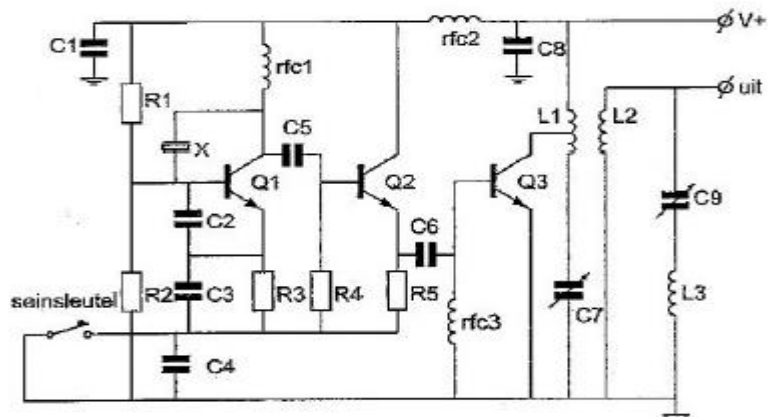 C1
rfc2
C8
V+
rfc1
R1
uit
X
C5
L1
L2
Q1
Q2
Q3
C2
C6
C9
R2
C3
R3
R4
R5
seinsleutel
rfc3
C7
L3
C4